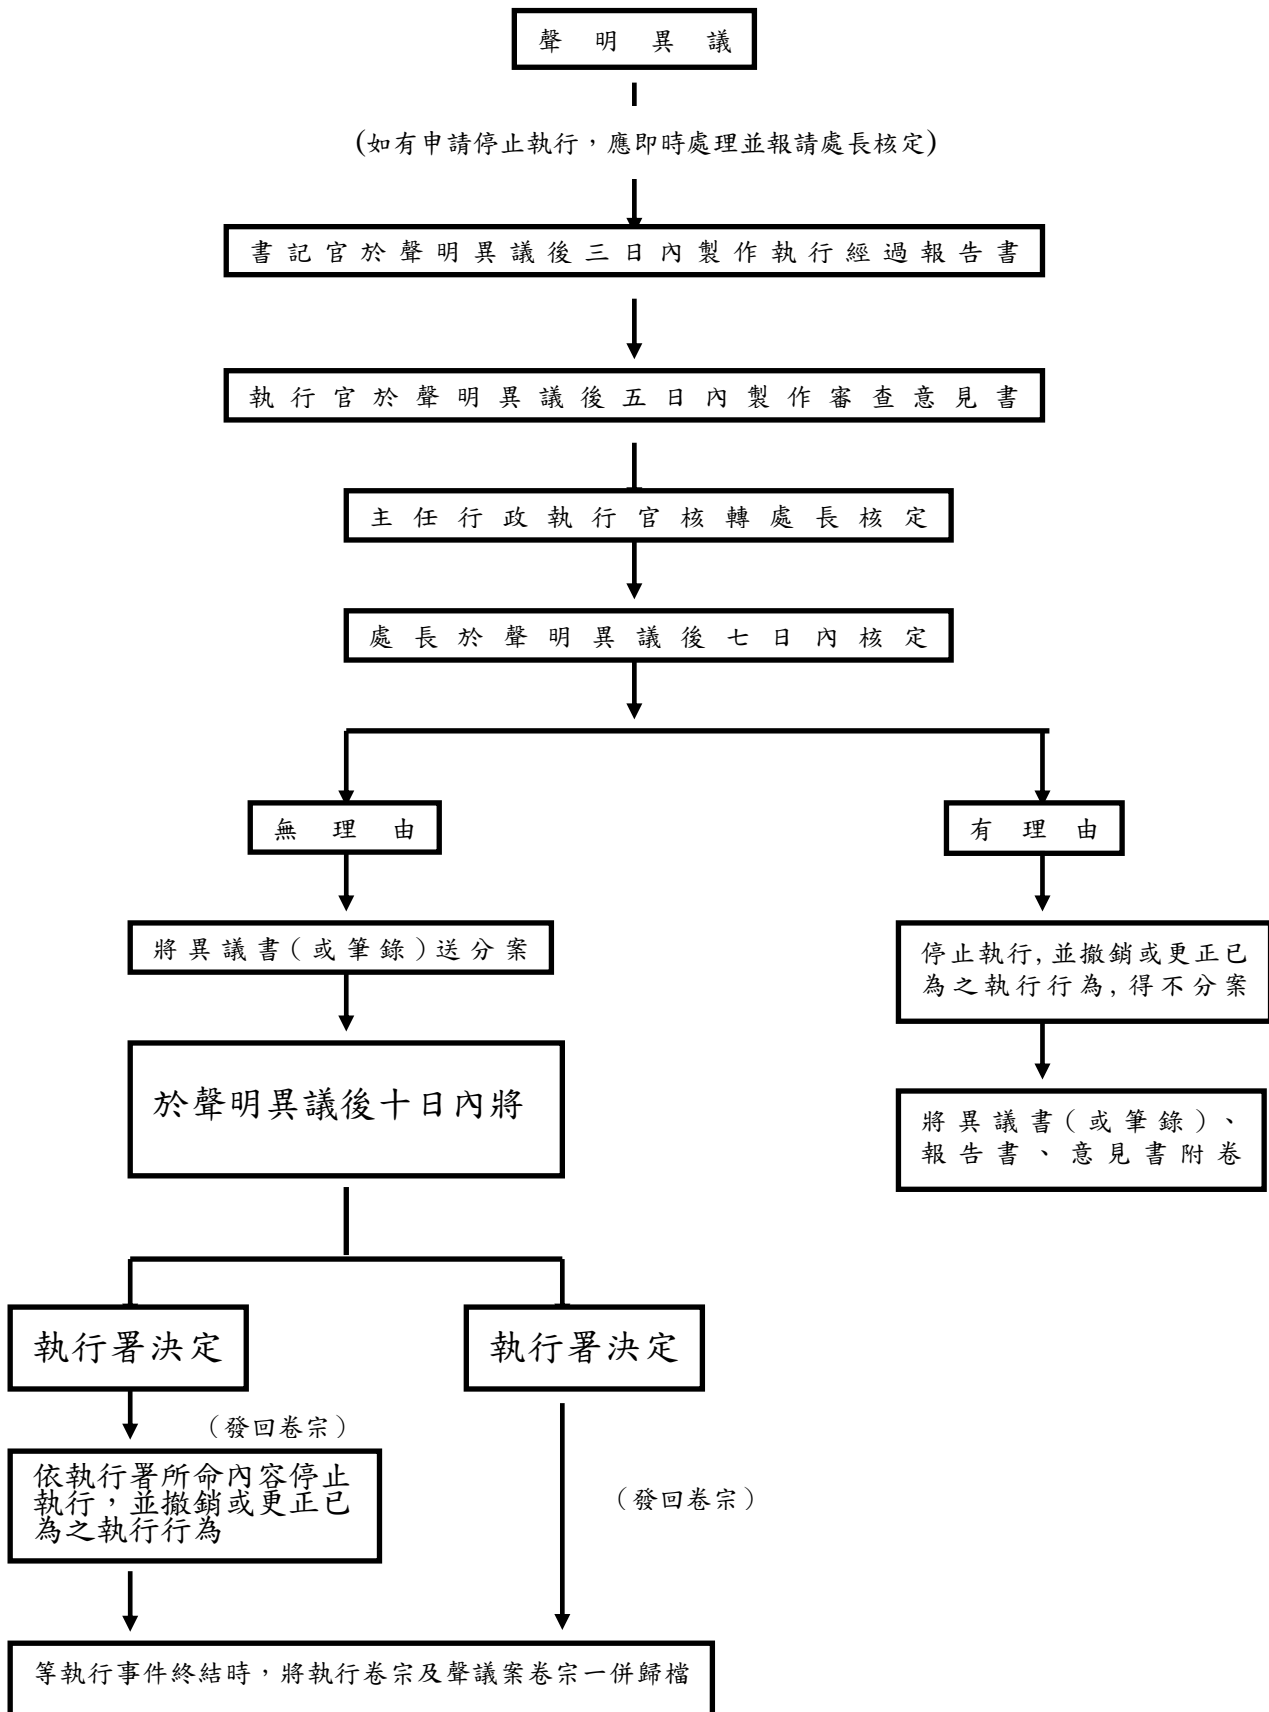 聲明異議
(如有申請停止執行，應即時處理並報請處長核定)
書記官於聲明異議後三日內製作執行經過報告書
執行官於聲明異議後五日內製作審查意見書
主任行政執行官核轉處長核定
處長於聲明異議後七日內核定
無理由
有理由
將異議書(或筆錄)送分案
停止執行,並撤銷或更正已
為之執行行為,得不分案
於聲明異議後十日內將
將異議書(或筆錄)、
報告書、意見書附卷
執行署決定
執行署決定
（發回卷宗）
依執行署所命內容停止
執行，並撤銷或更正已
為之執行行為
（發回卷宗）
等執行事件終結時，將執行卷宗及聲議案卷宗一併歸檔